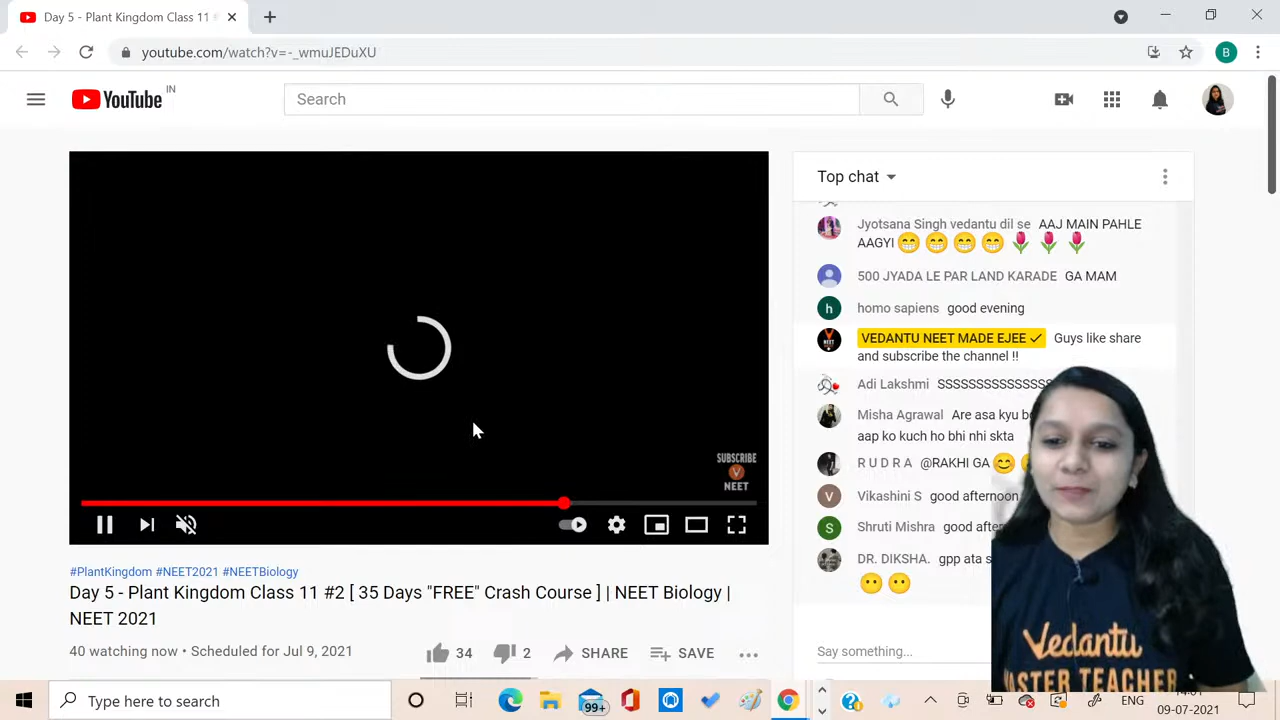 Day 5 - Plant Kingdom Class 11 #
youtube.com/watch?v=-_wmuJEDuXU
B
YouTube IN
Search
Top chat
Jyotsana Singh vedantu dil se AAJ MAIN PAHLE
AAGYI
500 JYADA LE PAR LAND KARADE GA MAM
h homo sapiens good evening
VEDANTU NEET MADE EJEE Guys like share
and subscribe the channel !!
Adi Lakshmi SSSSSSSSSSSSSSS
Misha Agrawal Are asa kyu
aap ko kuch ho bhi nhi skta
R U D R A @RAKHI GA
V Vikashini S good afternoon
S Shruti Mishra good
DR. DIKSHA. gpp ata
Say something...
SUBSCRIBE
V
NEET
#PlantKingdom #NEET2021 #NEETBiology
Day 5 - Plant Kingdom Class 11 #2 [ 35 Days "FREE" Crash Course ] | NEET Biology |
NEET 2021
40 watching now • Scheduled for Jul 9, 2021
34 2 SHARE SAVE
Vedantu
MASTER TEACHER
Type here to search
99+
ENG
09-07-2021